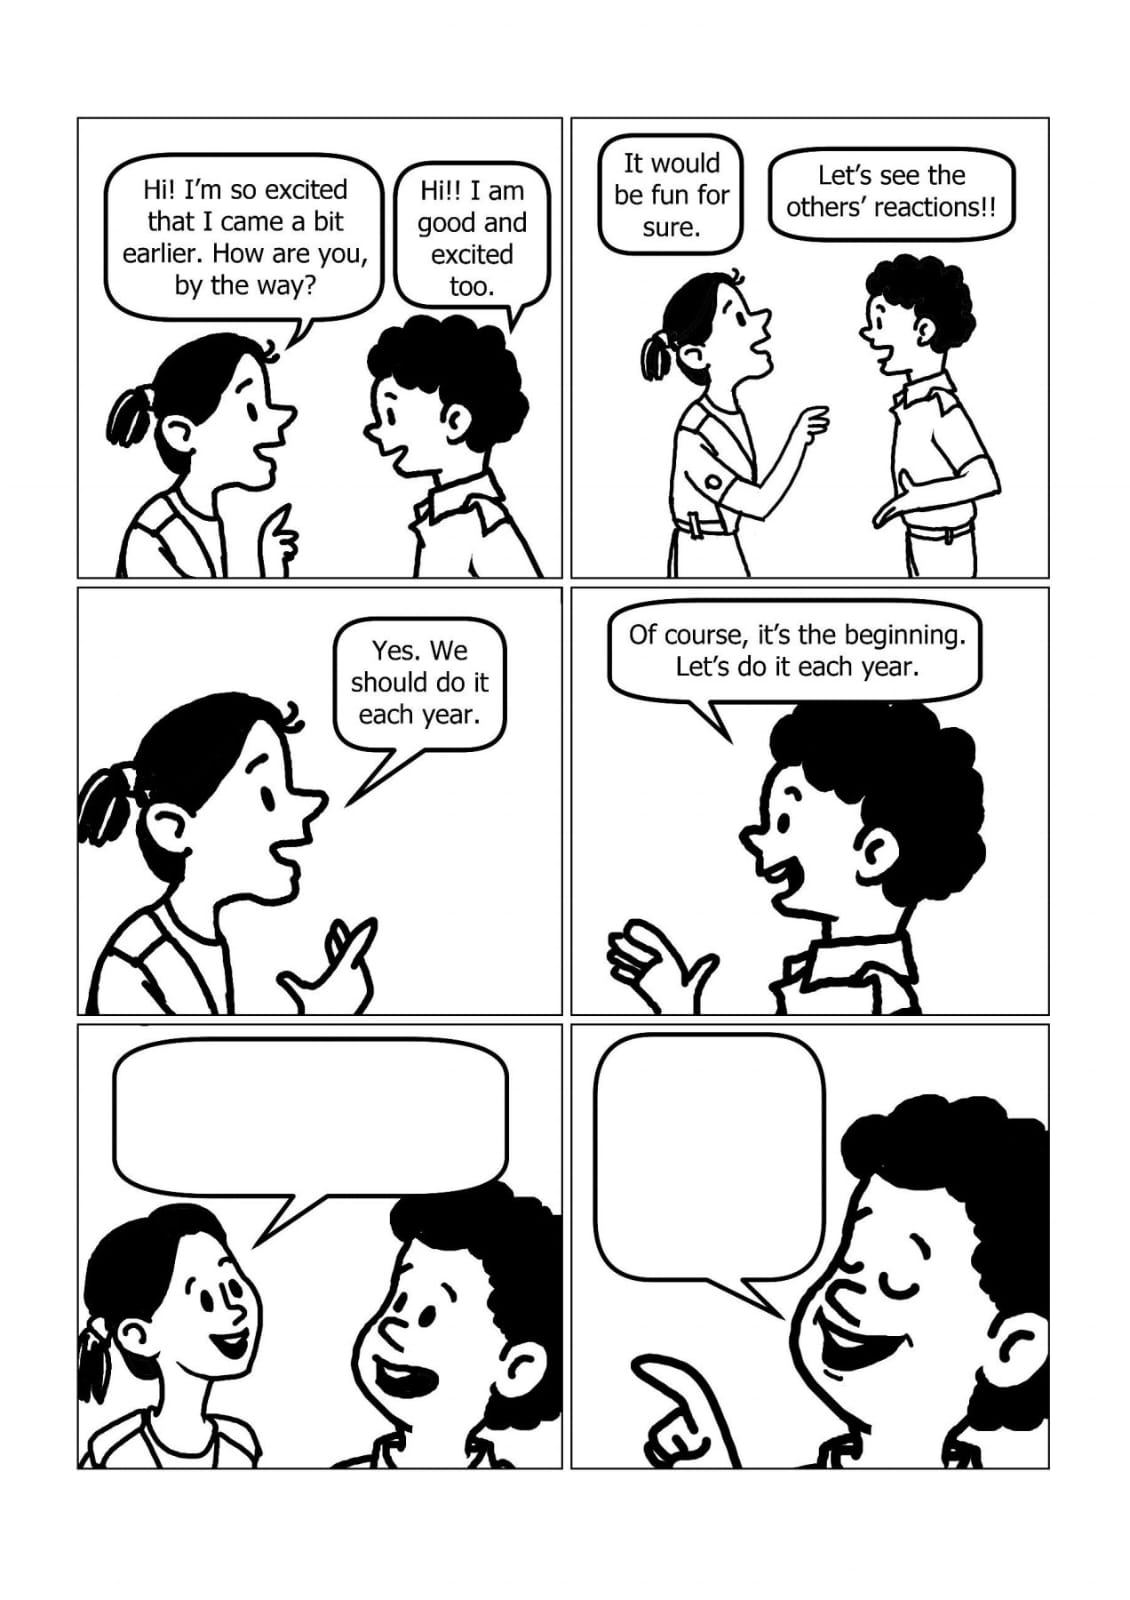 Hi! I'm so excited
that I came a bit
earlier. How are you,
by the way?
Hi!! I am
good and
excited
too.
It would
be fun for
sure.
Let's see the
others' reactions!!
Yes. We
should do it
each year.
Of course, it's the beginning.
Let's do it each year.